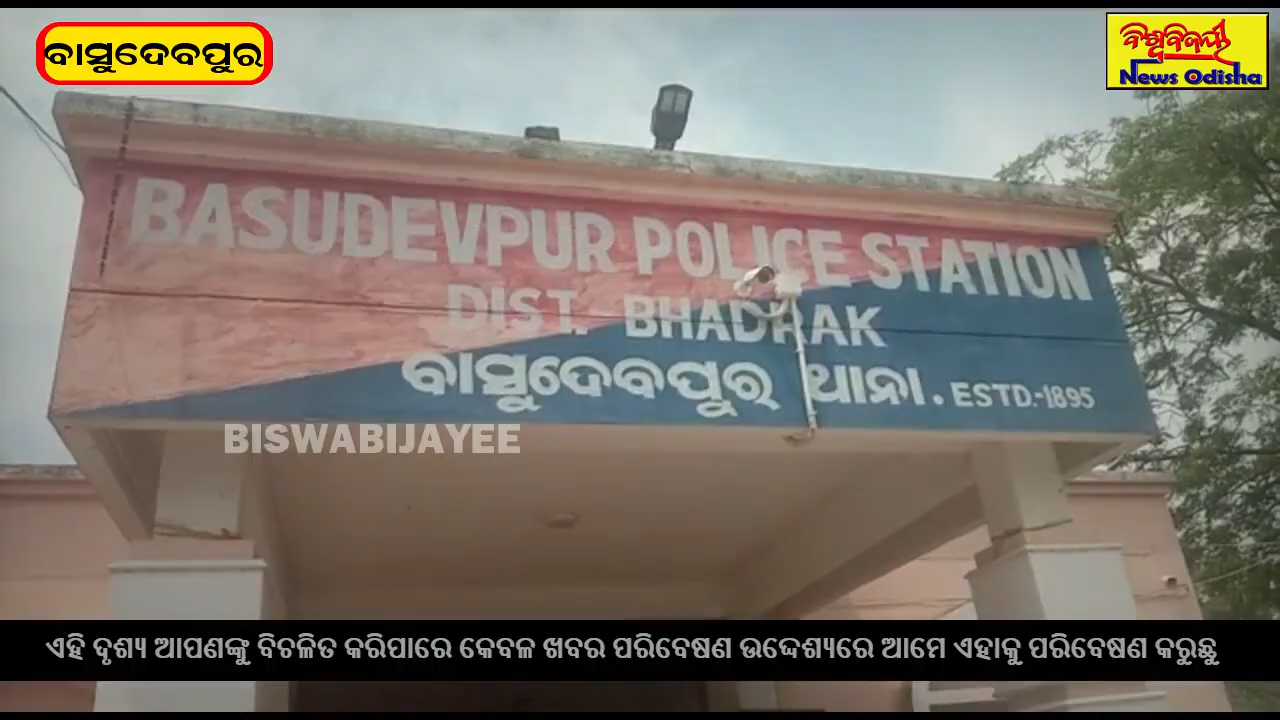 ବାସୁଦେବପୁର
ବିଶ୍ୱବିଜୟୀ
News Odisha
BASUDEVPUR POLICE STATION
DIST. BHADRAK
ବାସୁଦେବପୁର ଥାନା. ESTD.-1895
BISWABIJAYEE
ଏହି ଦୃଶ୍ୟ ଆପଣଙ୍କୁ ବିଚଳିତ କରିପାରେ କେବଳ ଖବର ପରିବେଷଣ ଉଦ୍ଦେଶ୍ୟରେ ଆମେ ଏହାକୁ ପରିବେଷଣ କରୁଛୁ